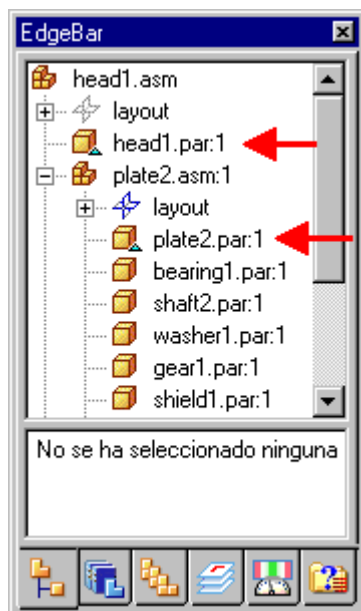 EdgeBar
head1.asm
layout
head1.par:1
plate2.asm:1
layout
plate2.par:1
bearing1.par:1
shaft2.par:1
washer1.par:1
gear1.par:1
shield1.par:1
No se ha seleccionado ninguna